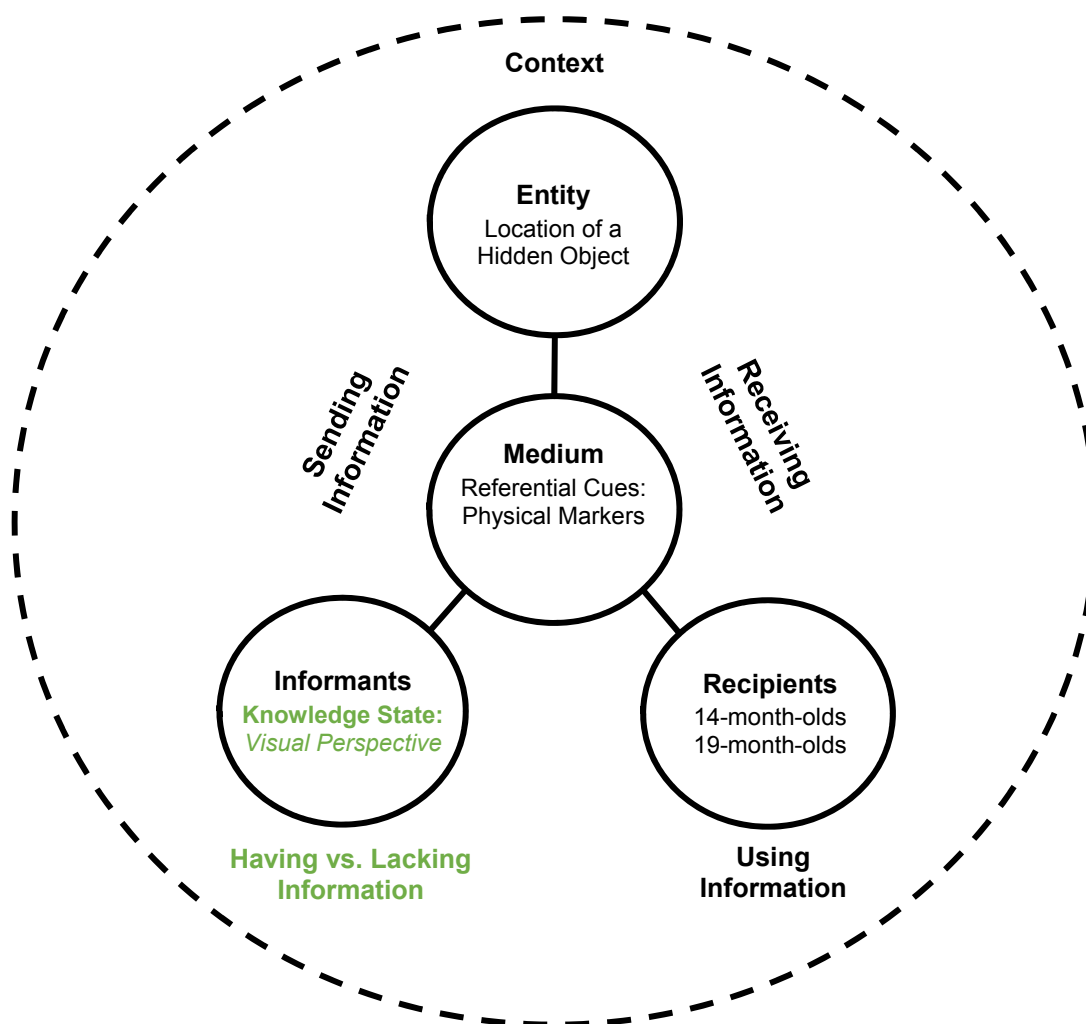 Context
Entity
Location of a
Hidden Object
Sending
Information
Receiving
Information
Medium
Referential Cues:
Physical Markers
Informants
Knowledge State:
Visual Perspective
Recipients
14-month-olds
19-month-olds
Having vs. Lacking
Information
Using
Information